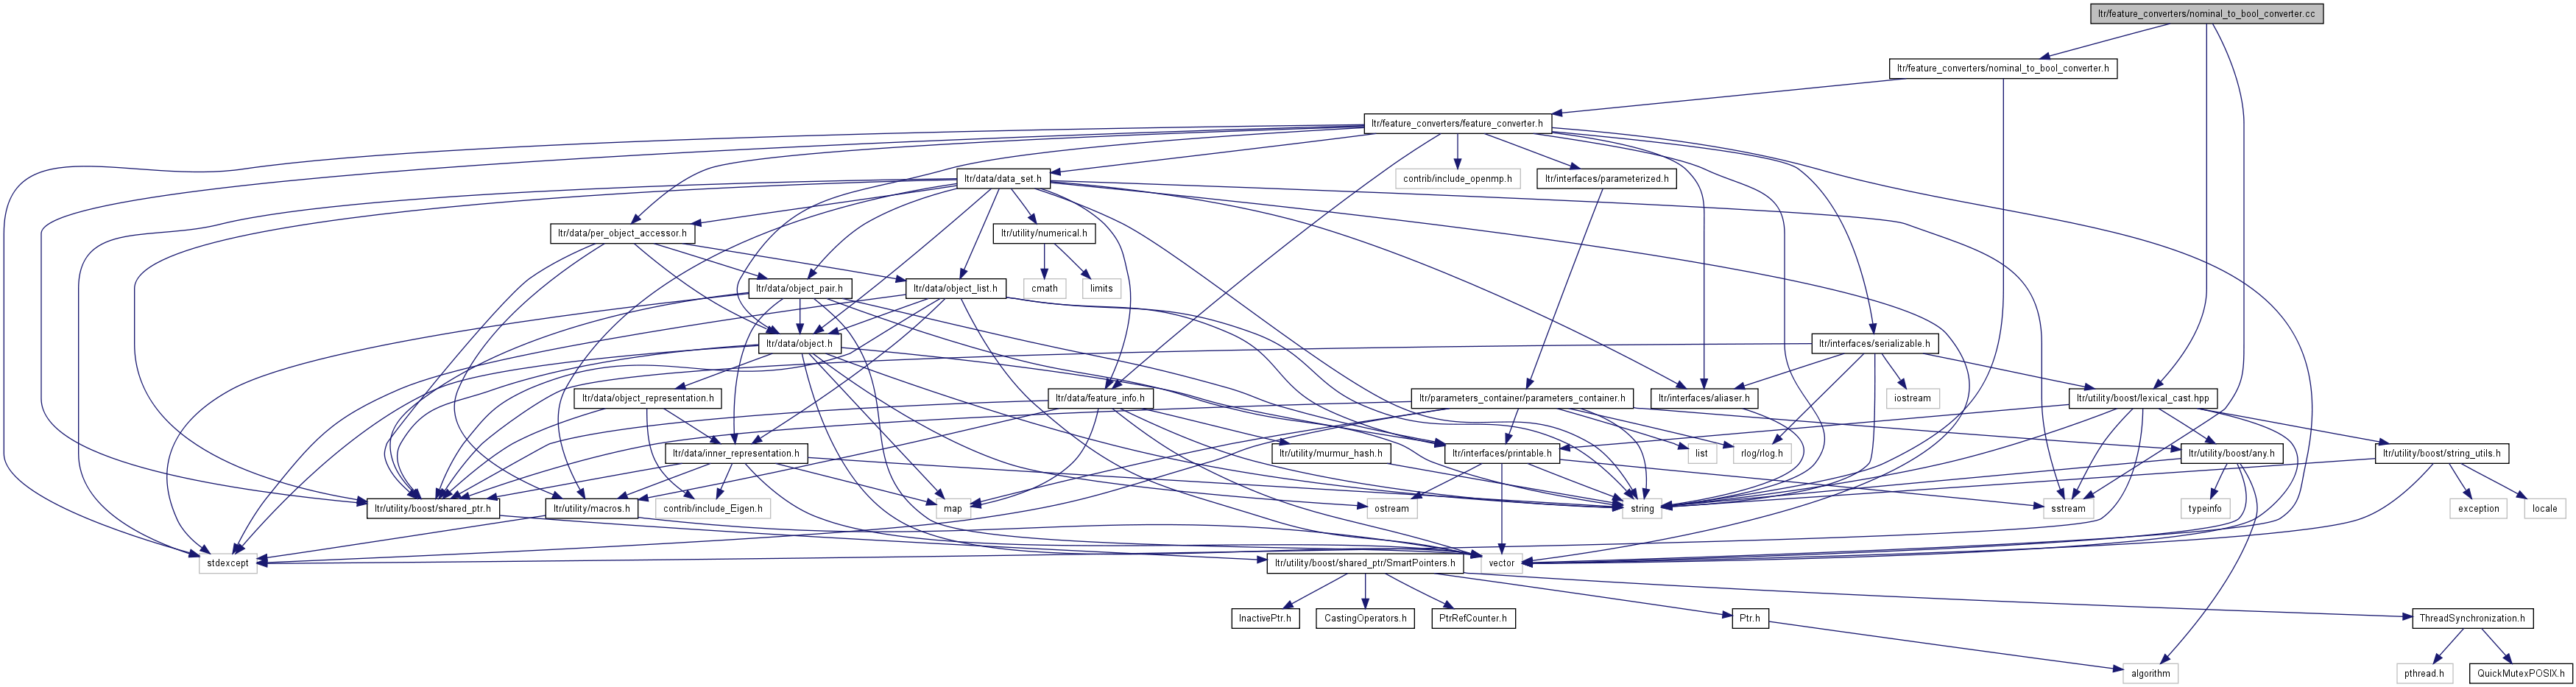 ltr/feature_converters/nominal_to_bool_converter.cc
ltr/feature_converters/nominal_to_bool_converter.h
ltr/feature_converters/feature_converter.h
ltr/data/data_set.h
contrib/include_openmp.h
ltr/interfaces/parameterized.h
ltr/data/per_object_accessor.h
ltr/utility/numerical.h
ltr/data/object_pair.h
ltr/data/object_list.h
cmath
limits
ltr/data/object.h
ltr/interfaces/serializable.h
ltr/data/object_representation.h
ltr/data/feature_info.h
ltr/parameters_container/parameters_container.h
ltr/interfaces/aliaser.h
iostream
ltr/utility/boost/lexical_cast.hpp
ltr/data/inner_representation.h
ltr/utility/murmur_hash.h
ltr/interfaces/printable.h
list
rlog/rlog.h
ltr/utility/boost/any.h
ltr/utility/boost/string_utils.h
ltr/utility/boost/shared_ptr.h
ltr/utility/macros.h
contrib/include_Eigen.h
map
ostream
string
sstream
typeinfo
exception
locale
stdexcept
ltr/utility/boost/shared_ptr/SmartPointers.h
vector
InactivePtr.h
CastingOperators.h
PtrRefCounter.h
Ptr.h
ThreadSynchronization.h
algorithm
pthread.h
QuickMutexPOSIX.h